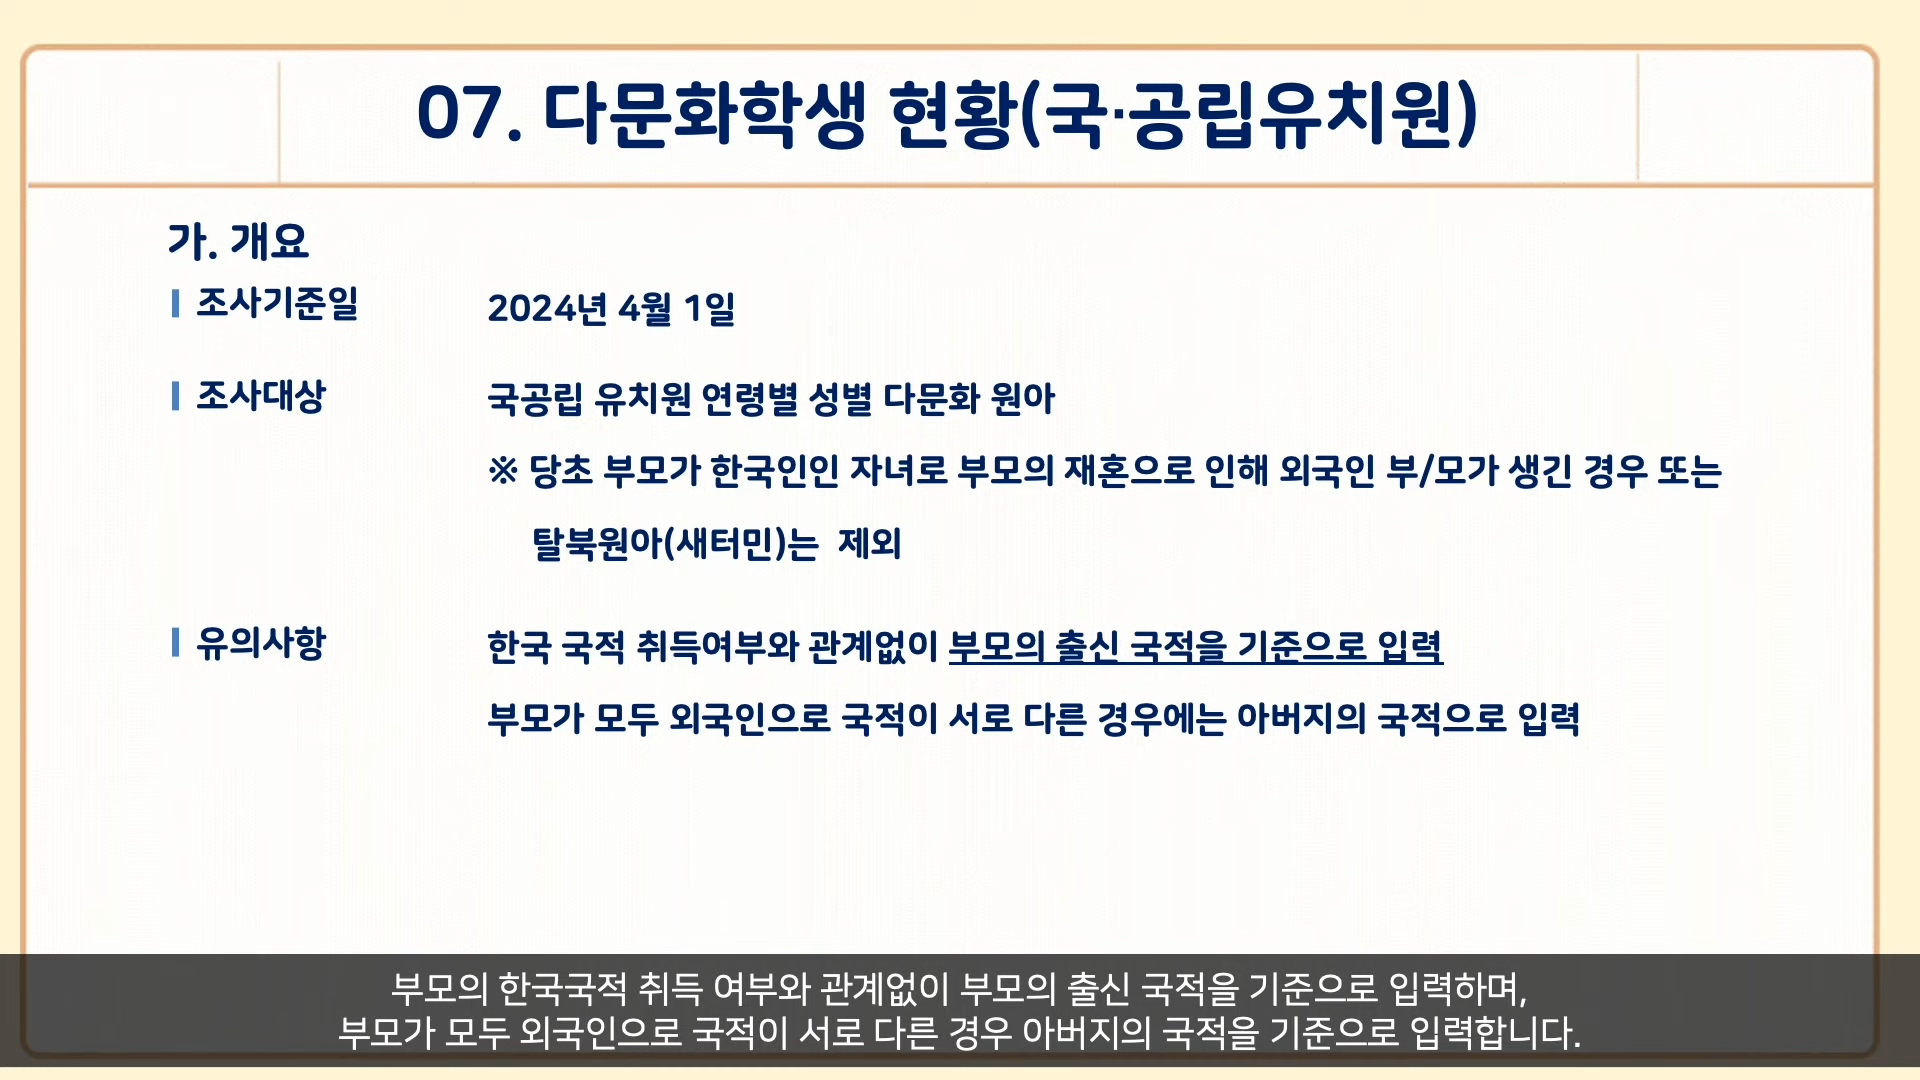 07. 다문화학생 현황(국·공립유치원)
가. 개요
조사기준일 2024년 4월 1일
조사대상 국공립 유치원 연령별 성별 다문화 원아
※ 당초 부모가 한국인인 자녀로 부모의 재혼으로 인해 외국인 부/모가 생긴 경우 또는
탈북원아(새터민)는 제외
유의사항 한국 국적 취득여부와 관계없이 부모의 출신 국적을 기준으로 입력
부모가 모두 외국인으로 국적이 서로 다른 경우에는 아버지의 국적으로 입력
부모의 한국국적 취득 여부와 관계없이 부모의 출신 국적을 기준으로 입력하며,
부모가 모두 외국인으로 국적이 서로 다른 경우 아버지의 국적을 기준으로 입력합니다.